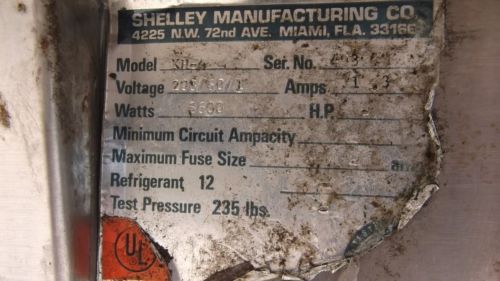 SHELLEY MANUFACTURING CO
4225 N.W. 72nd AVE. MIAMI, FLA. 33166
Model Ser. No.
Voltage Amps
Watts H.P.
Minimum Circuit Ampacity
Maximum Fuse Size
Refrigerant 12
Test Pressure 235 lbs.
UL